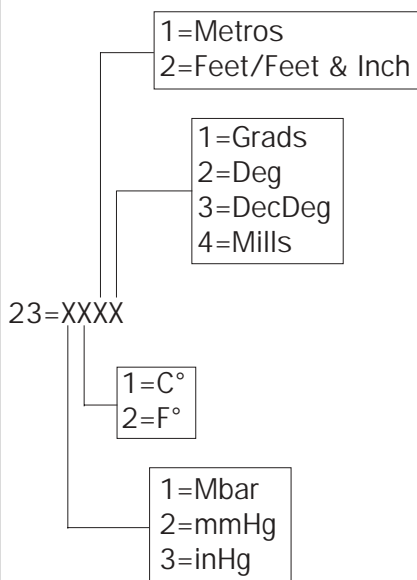 1=Metros
2=Feet/Feet & Inch
1=Grads
2=Deg
3=DecDeg
4=Mills
23=XXXX
1=C°
2=F°
1=Mbar
2=mmHg
3=inHg